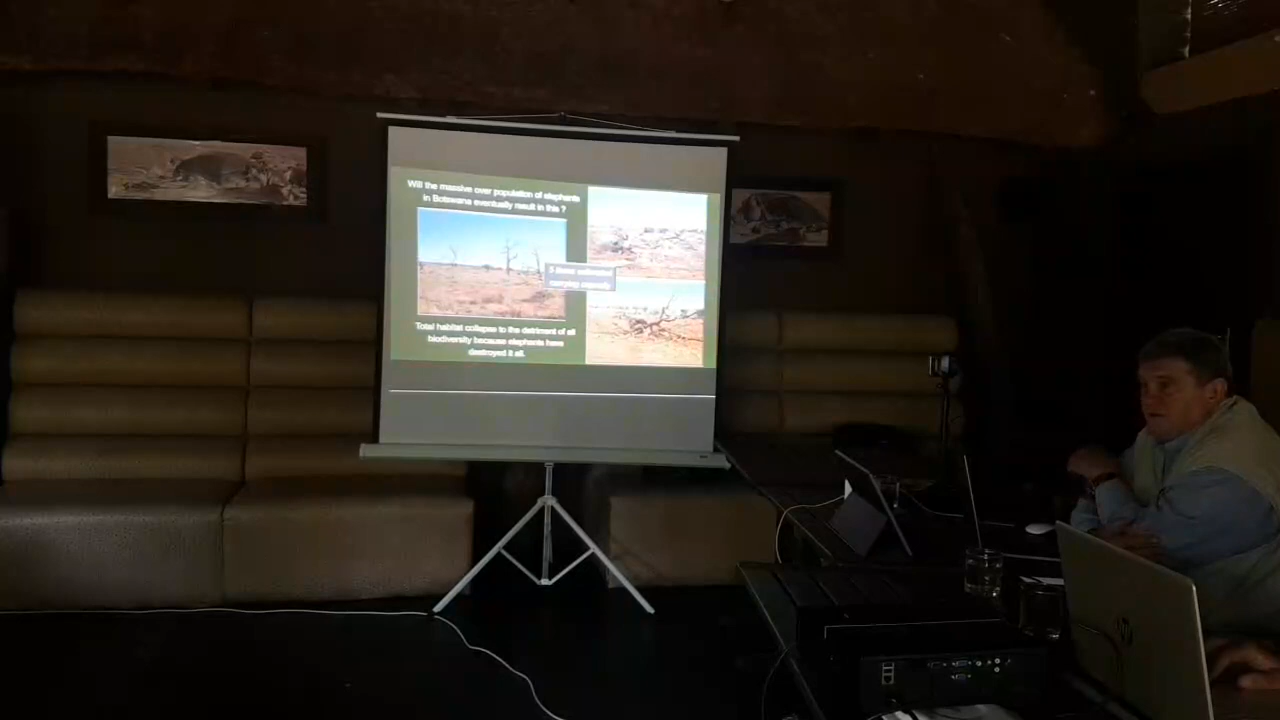 Will the massive over population of elephants
in Botswana eventually result in this ?
Total habitat collapse to the detriment of all
biodiversity because elephants have
destroyed it all.
hp